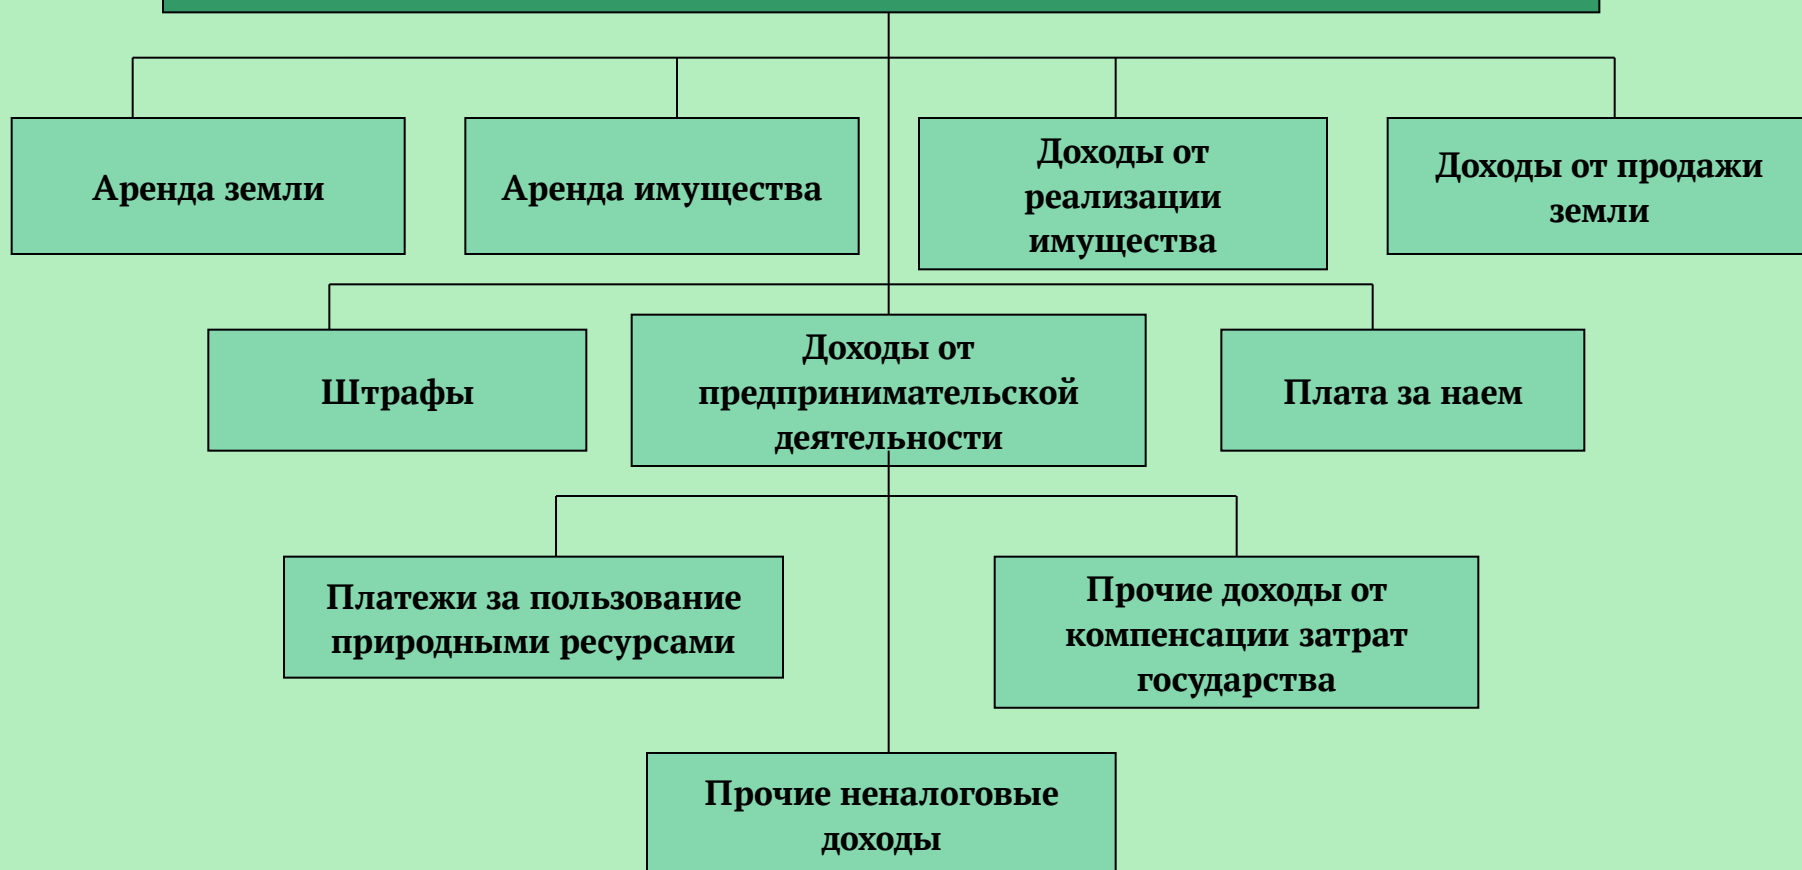 Аренда земли
Аренда имущества
Доходы от
реализации
имущества
Доходы от продажи
земли
Штрафы
Доходы от
предпринимательской
деятельности
Плата за наем
Платежи за пользование
природными ресурсами
Прочие доходы от
компенсации затрат
государства
Прочие неналоговые
доходы